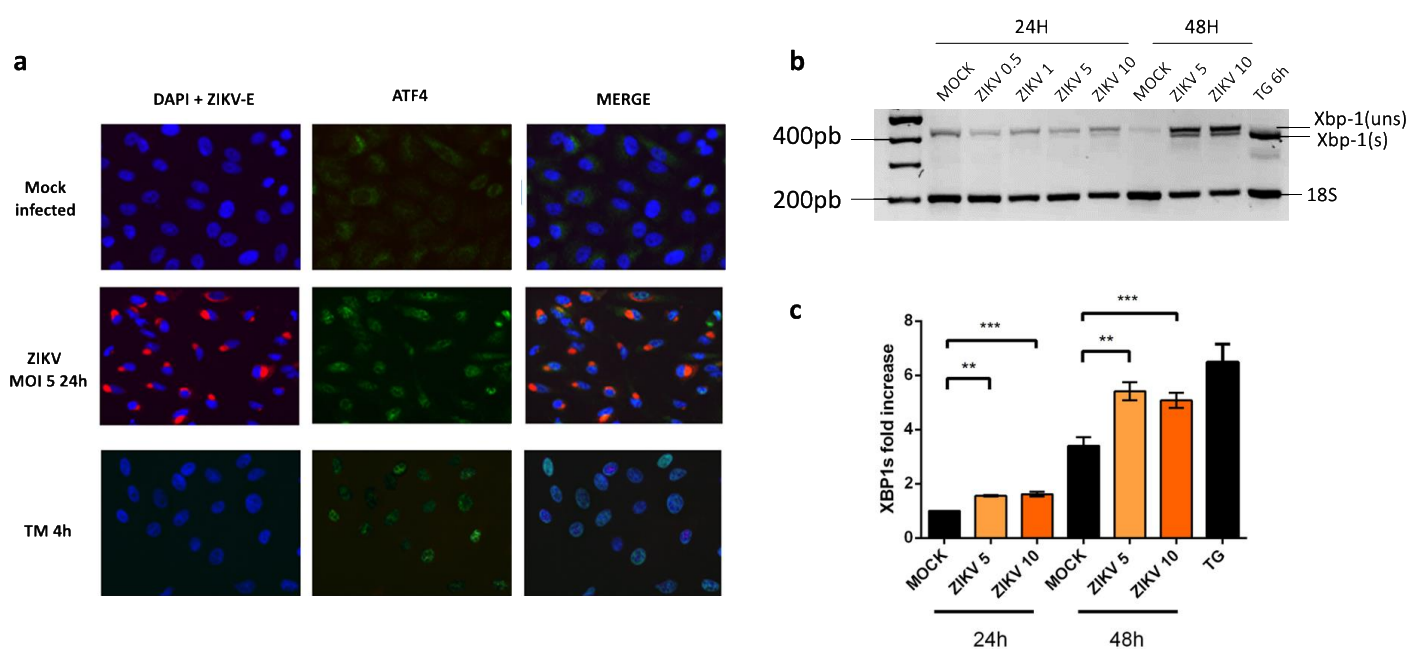 a
DAPI + ZIKV-E
ATF4
MERGE
Mock
infected
ZIKV
MOI 5 24h
TM 4h
b
24H
48H
MOCK
ZIKV 0.5
ZIKV 1
ZIKV 5
ZIKV 10
MOCK
ZIKV 5
ZIKV 10
TG 6h
400pb
200pb
Xbp-1(uns)
Xbp-1(s)
18S
c
XBP1s fold increase
8
6
4
2
0
**
***
**
***
MOCK
ZIKV 5
ZIKV 10
MOCK
ZIKV 5
ZIKV 10
TG
24h
48h